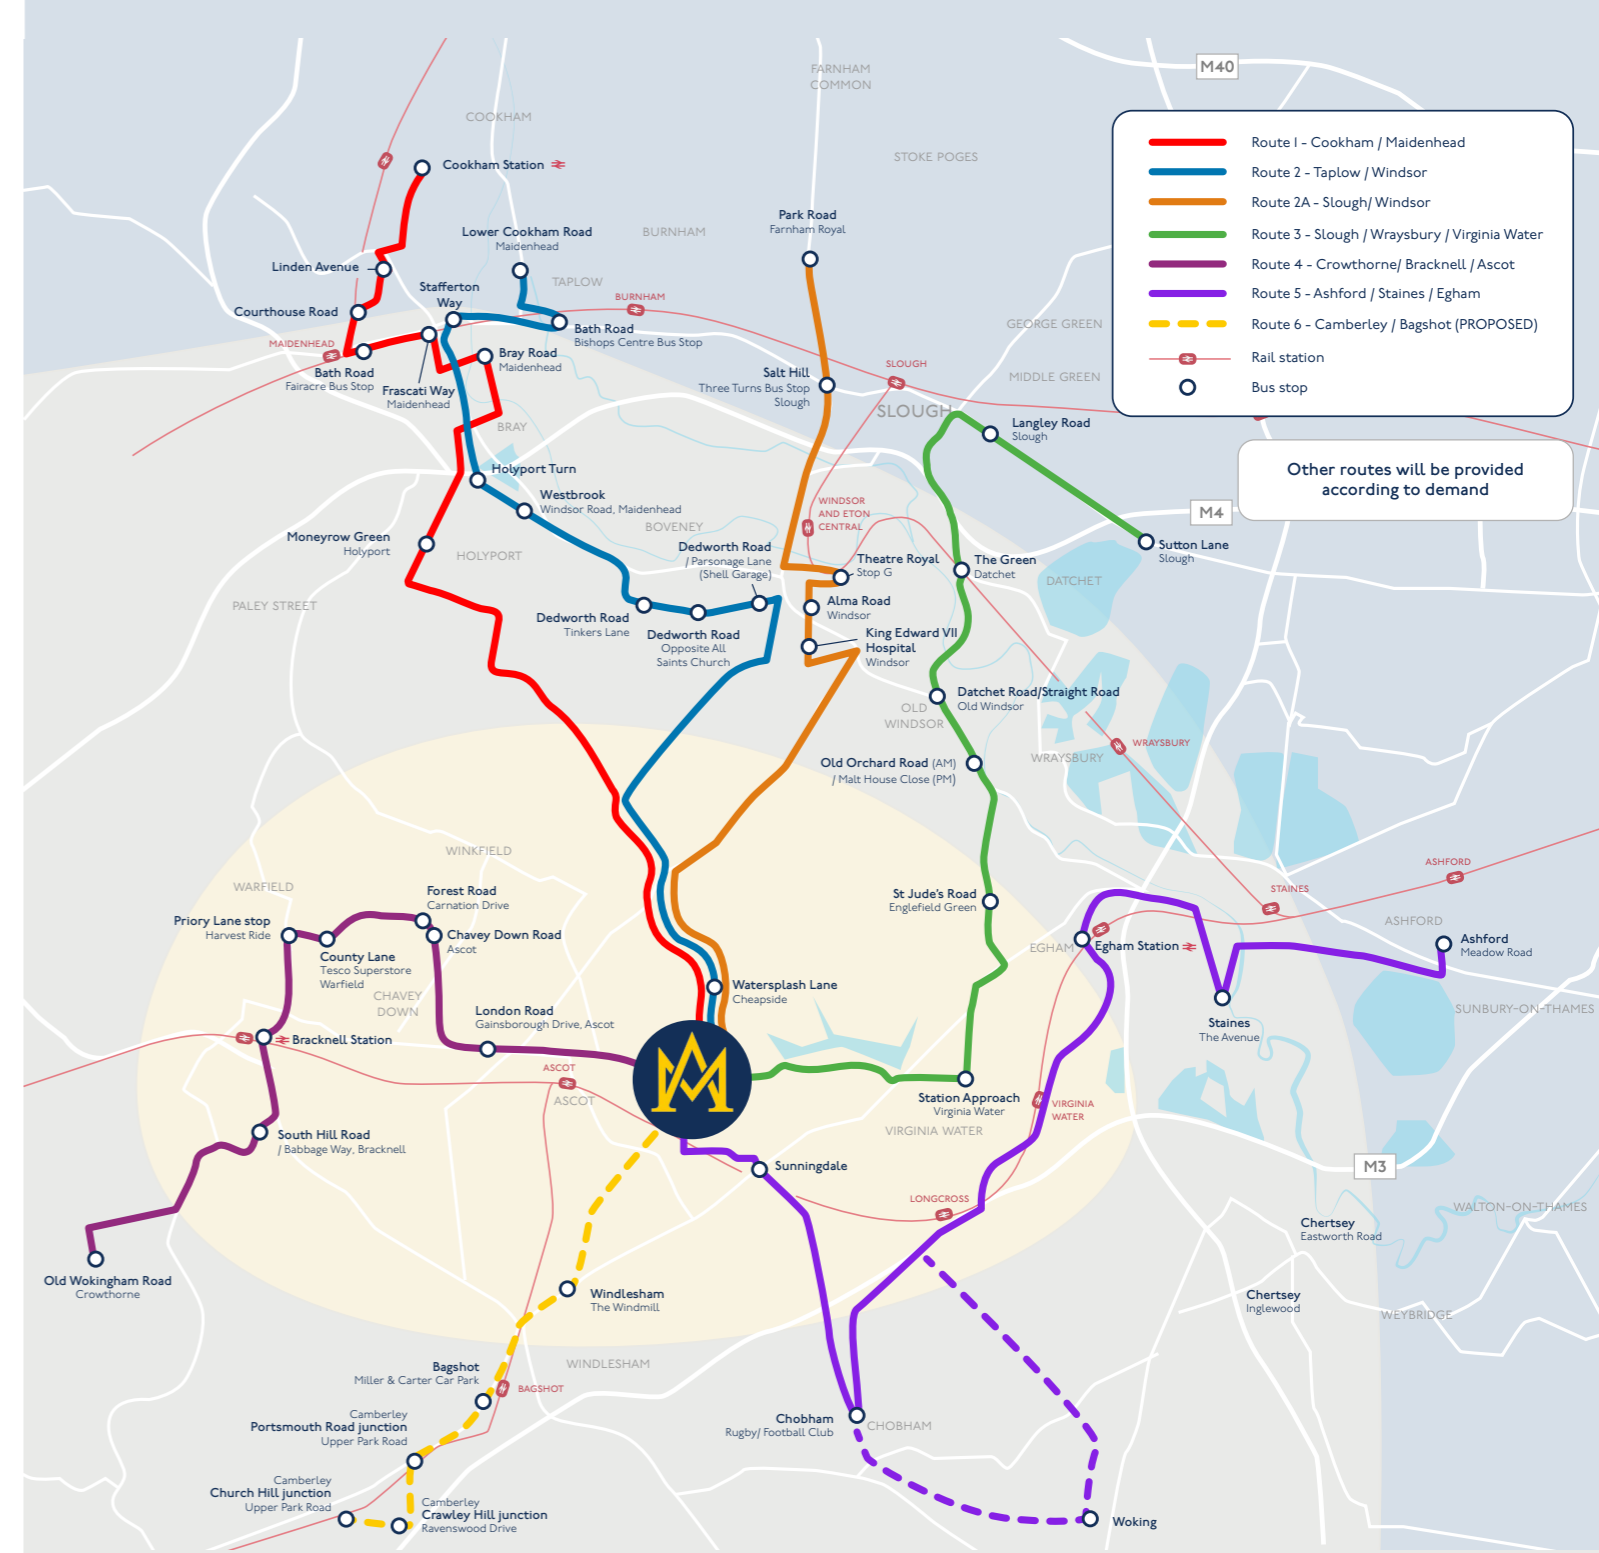 M40
FARNHAM
COMMON
COOKHAM
STOKE POGES
Route 1 - Cookham / Maidenhead
Route 2 - Taplow / Windsor
Route 2A - Slough/ Windsor
Route 3 - Slough / Wraysbury / Virginia Water
Route 4 - Crowthorne/ Bracknell / Ascot
Route 5 - Ashford / Staines / Egham
Route 6 - Camberley / Bagshot (PROPOSED)
Rail station
Bus stop
Other routes will be provided
according to demand
Cookham Station
Lower Cookham Road
Maidenhead
BURNHAM
Park Road
Farnham Royal
Linden Avenue
Stafferton
Way
TAPLOW
BURNHAM
Courthouse Road
MAIDENHEAD
Bath Road
Bishops Centre Bus Stop
GEORGE GREEN
Bath Road
Fairacre Bus Stop
Bray Road
Maidenhead
Frascati Way
Maidenhead
Salt Hill
Three Turns Bus Stop
Slough
SLOUGH
MIDDLE GREEN
SLOUGH
Langley Road
Slough
BRAY
Holyport Turn
Westbrook
Windsor Road, Maidenhead
WINDSOR
AND ETON
CENTRAL
M4
BOVENEY
Moneyrow Green
Holyport
HOLYPORT
Dedworth Road
/ Parsonage Lane
(Shell Garage)
Theatre Royal
Stop G
The Green
Datchet
Sutton Lane
Slough
DATCHET
PALEY STREET
Dedworth Road
Tinkers Lane
Dedworth Road
Opposite All
Saints Church
Alma Road
Windsor
King Edward VII
Hospital
Windsor
Datchet Road/Straight Road
Old Windsor
OLD
WINDSOR
WRAYSBURY
WRAYSBURY
Old Orchard Road (AM)
/ Malt House Close (PM)
WINKFIELD
WARFIELD
Forest Road
Carnation Drive
St Jude's Road
Englefield Green
ASHFORD
STAINES
Priory Lane stop
Harvest Ride
Chavey Down Road
Ascot
ASHFORD
EGHAM
Egham Station
Ashford
Meadow Road
County Lane
Tesco Superstore
Warfield
CHAVEY
DOWN
Watersplash Lane
Cheapside
London Road
Gainsborough Drive, Ascot
SUNBURY-ON-THAMES
Staines
The Avenue
Bracknell Station
ASCOT
ASCOT
Station Approach
Virginia Water
VIRGINIA
WATER
VIRGINIA WATER
South Hill Road
/ Babbage Way, Bracknell
Sunningdale
M3
LONGCROSS
WALTON-ON-THAMES
Chertsey
Eastworth Road
Old Wokingham Road
Crowthorne
Windlesham
The Windmill
Chertsey
Inglewood
WEYBRIDGE
WINDLESHAM
Bagshot
Miller & Carter Car Park
BAGSHOT
Camberley
Portsmouth Road junction
Upper Park Road
Chobham
Rugby/ Football Club
CHOBHAM
Camberley
Church Hill junction
Upper Park Road
Camberley
Crawley Hill junction
Ravenswood Drive
Woking